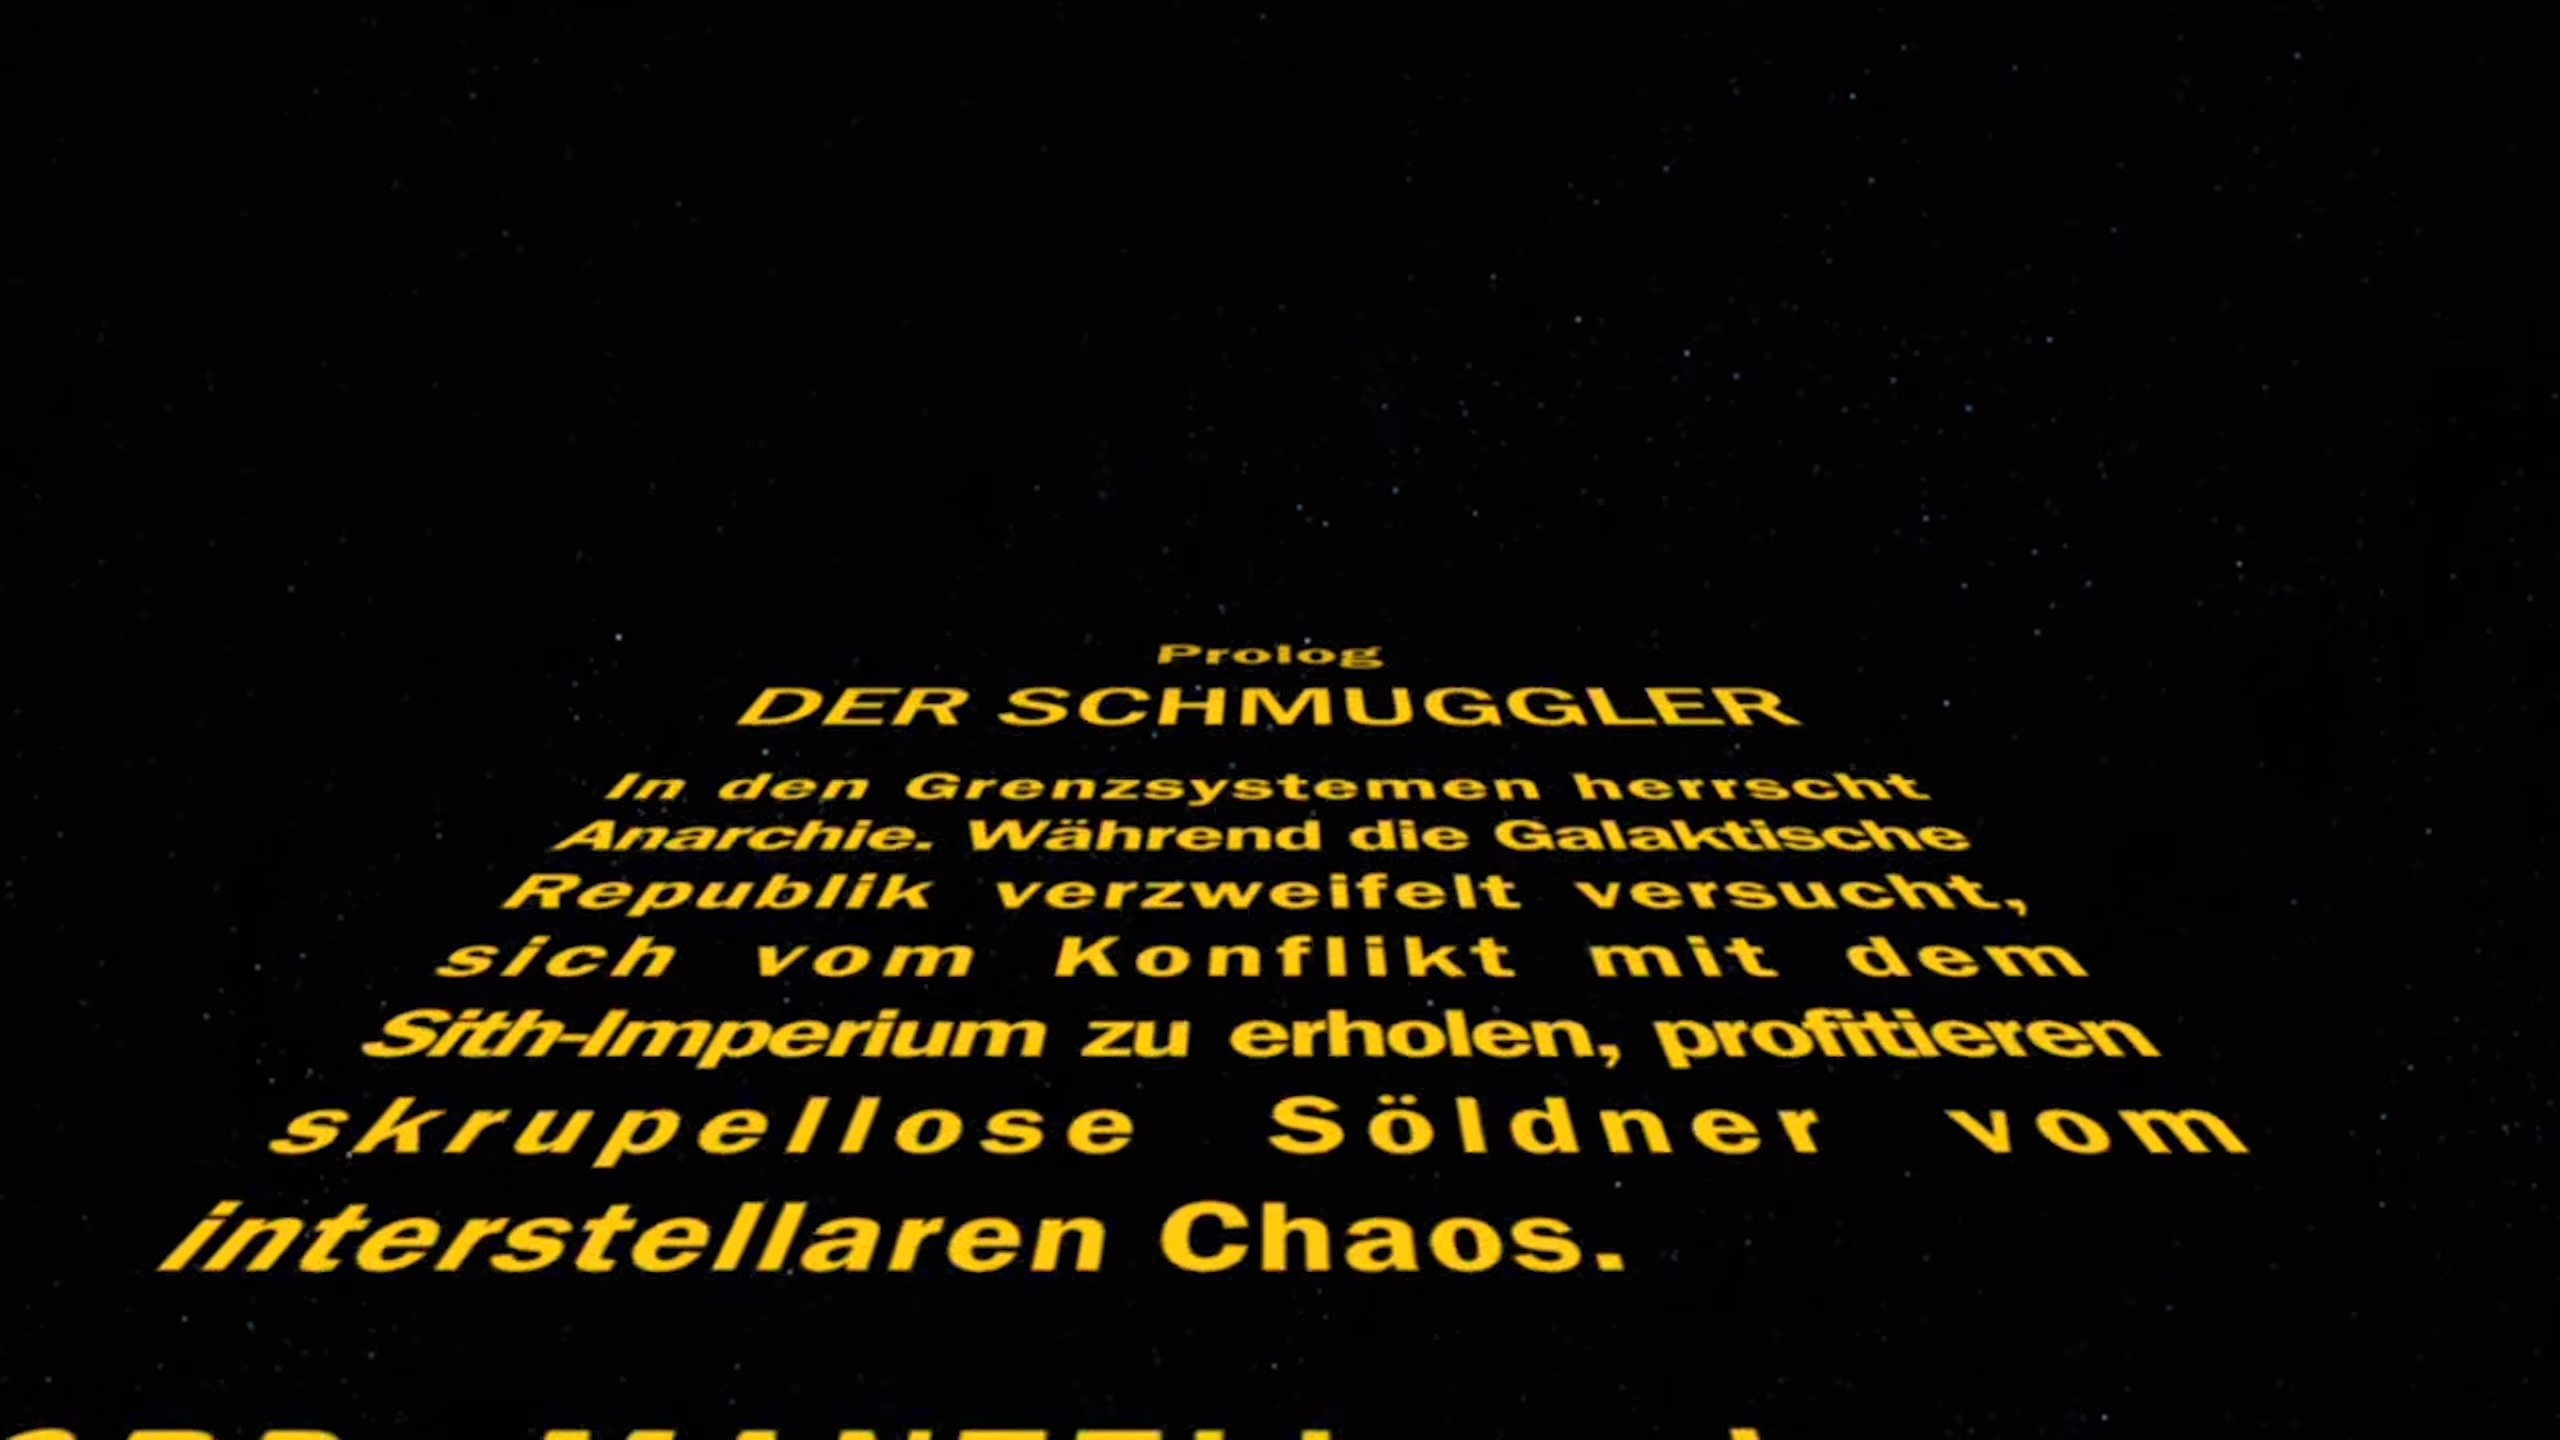 Prolog
DER SCHMUGGLER
In den Grenzsystemen herrscht
Anarchie. Während die Galaktische
Republik verzweifelt versucht,
sich vom Konflikt mit dem
Sith-Imperium zu erholen, profitieren
skrupellose Söldner vom
interstellaren Chaos.